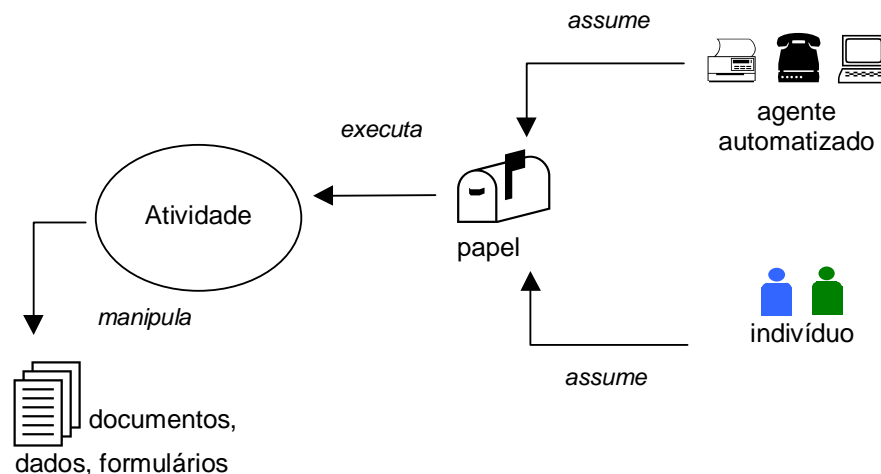 assume
agente
automatizado
executa
Atividade
papel
manipula
indivíduo
assume
documentos,
dados, formulários